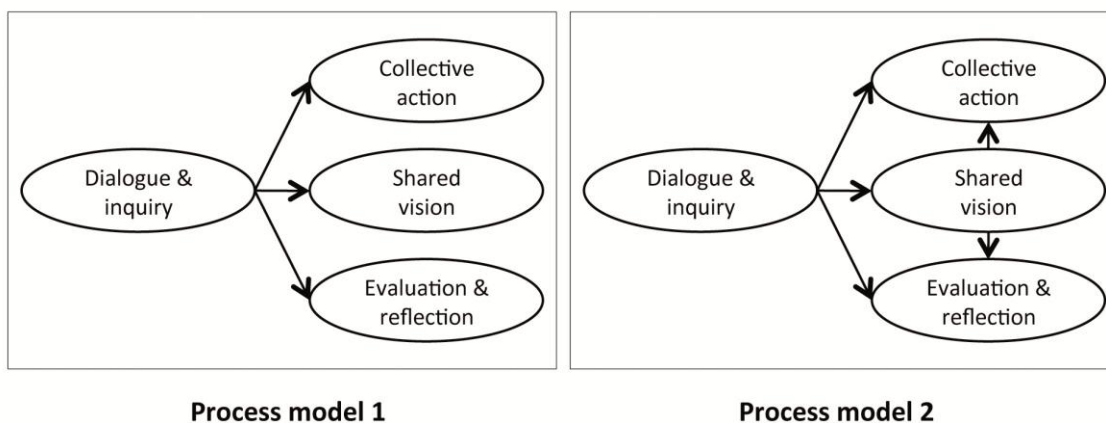 Collective
action
Dialogue &
inquiry
Shared
vision
Evaluation &
reflection
Process model 1
Collective
action
Dialogue &
inquiry
Shared
vision
Evaluation &
reflection
Process model 2